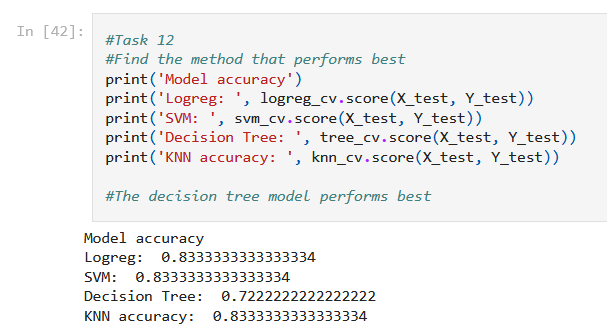 In [42]:
#Task 12
#Find the method that performs best
print('Model accuracy')
print('Logreg: ', logreg_cv.score(X_test, Y_test))
print('SVM: ', svm_cv.score(X_test, Y_test))
print('Decision Tree: ', tree_cv.score(X_test, Y_test))
print('KNN accuracy: ', knn_cv.score(X_test, Y_test))
#The decision tree model performs best
Model accuracy
Logreg:  0.8333333333333334
SVM:  0.8333333333333334
Decision Tree:  0.7222222222222222
KNN accuracy:  0.8333333333333334